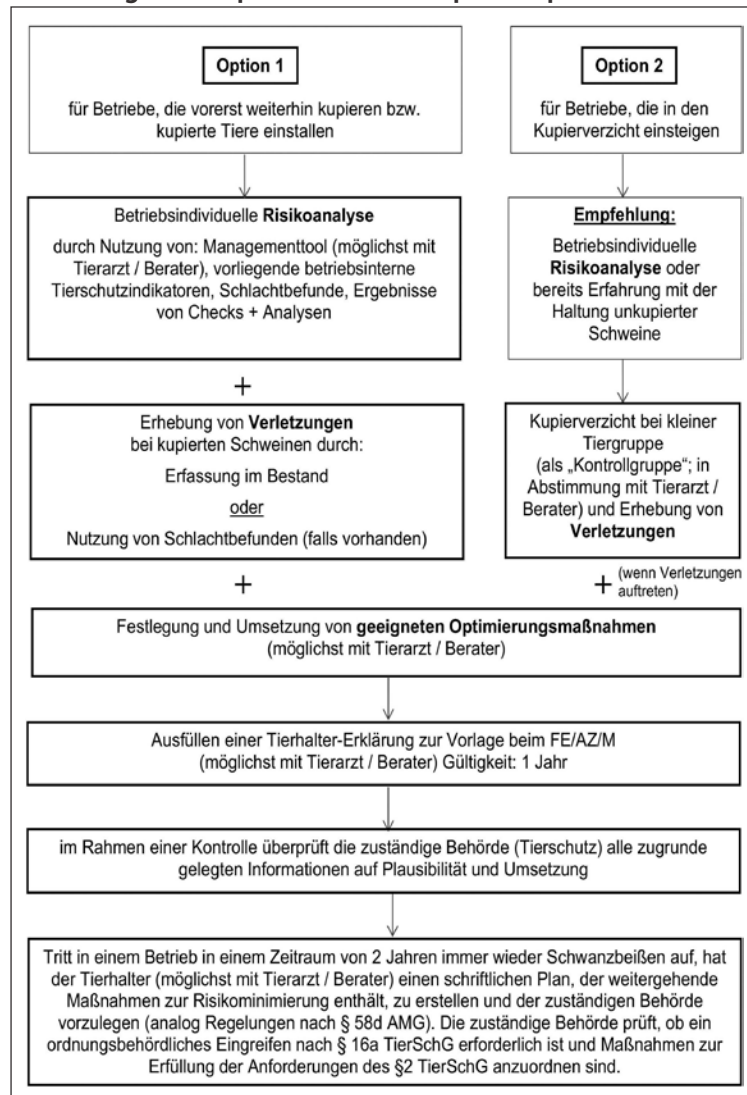 Option 1
für Betriebe, die vorerst weiterhin kupieren bzw.
kupierte Tiere einstallen
Option 2
für Betriebe, die in den
Kupierverzicht einsteigen
Betriebsindividuelle Risikoanalyse
durch Nutzung von: Managementtool (möglichst mit
Tierarzt / Berater), vorliegende betriebsinterne
Tierschutzindikatoren, Schlachtbefunde, Ergebnisse
von Checks + Analysen
Empfehlung:
Betriebsindividuelle
Risikoanalyse oder
bereits Erfahrung mit der
Haltung unkupierter
Schweine
+
Erhebung von Verletzungen
bei kupierten Schweinen durch:
Erfassung im Bestand
oder
Nutzung von Schlachtbefunden (falls vorhanden)
+
Kupierverzicht bei kleiner
Tiergruppe
(als „Kontrollgruppe“; in
Abstimmung mit Tierarzt /
Berater) und Erhebung von
Verletzungen
+
+ (wenn Verletzungen
auftreten)
Festlegung und Umsetzung von geeigneten Optimierungsmaßnahmen
(möglichst mit Tierarzt / Berater)
Ausfüllen einer Tierhalter-Erklärung zur Vorlage beim FE/AZ/M
(möglichst mit Tierarzt / Berater) Gültigkeit: 1 Jahr
im Rahmen einer Kontrolle überprüft die zuständige Behörde (Tierschutz) alle zugrunde
gelegten Informationen auf Plausibilität und Umsetzung
Tritt in einem Betrieb in einem Zeitraum von 2 Jahren immer wieder Schwanzbeißen auf, hat
der Tierhalter (möglichst mit Tierarzt / Berater) einen schriftlichen Plan, der weitergehende
Maßnahmen zur Risikominimierung enthält, zu erstellen und der zuständigen Behörde
vorzulegen (analog Regelungen nach § 58d AMG). Die zuständige Behörde prüft, ob ein
ordnungsbehördliches Eingreifen nach § 16a TierSchG erforderlich ist und Maßnahmen zur
Erfüllung der Anforderungen des §2 TierSchG anzuordnen sind.